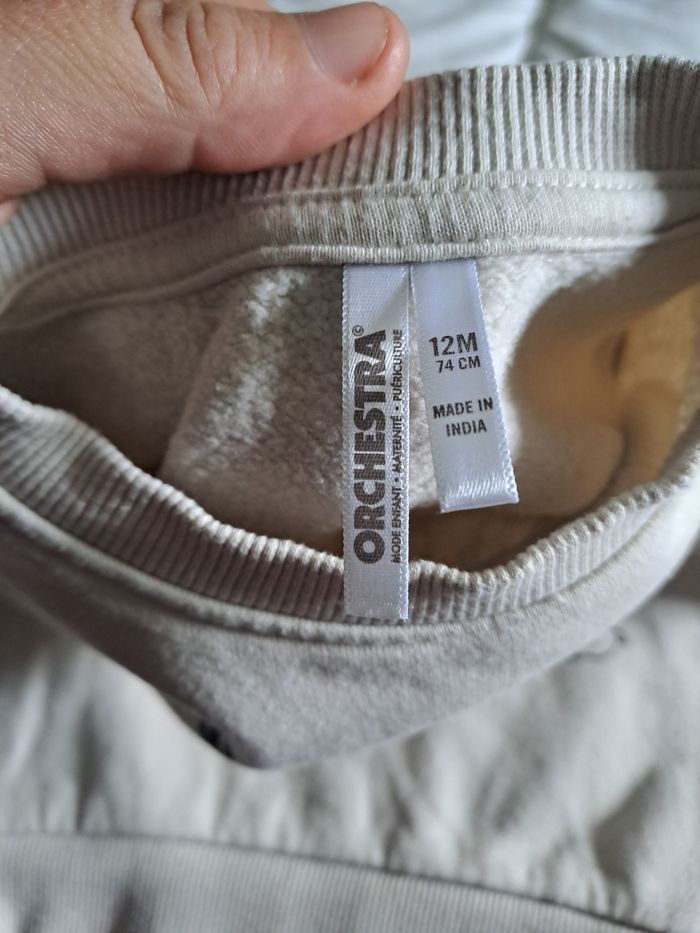 ORCHESTRA©
MODE ENFANT • MATERNITÉ • PUÉRICULTURE
12M
74 CM
MADE IN
INDIA